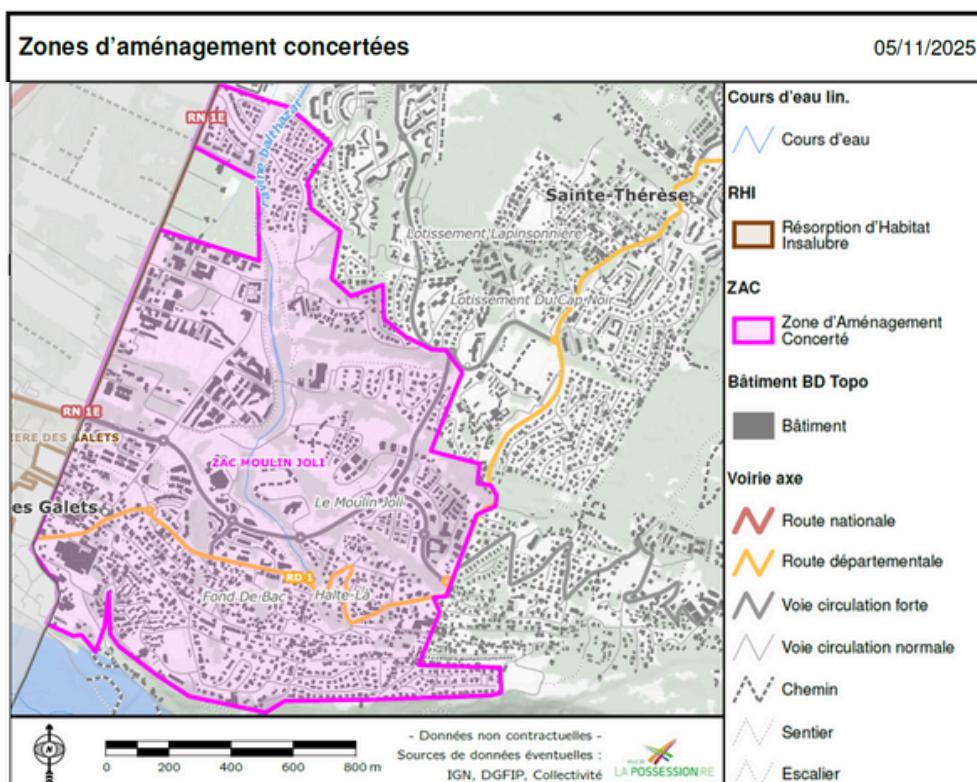 Zones d'aménagement concertées
05/11/2025
RN 1E
ravine balthazar
Sainte-Thérèse
Lotissement Lapinsonnière
Lotissement Du Cap Noir
RN 1E
IERE DES GALETS
ZAC MOULIN JOLI
Le Moulin Joli
es Galets
RD 1
Fond De Bac
Halte-Là
Cours d'eau lin.
Cours d'eau
RHI
Résorption d'Habitat
Insalubre
ZAC
Zone d'Aménagement
Concerté
Bâtiment BD Topo
Bâtiment
Voirie axe
Route nationale
Route départementale
Voie circulation forte
Voie circulation normale
Chemin
Sentier
Escalier
N
0 200 400 600 800 m
- Données non contractuelles -
Sources de données éventuelles :
IGN, DGFIP, Collectivité
LA POSSESSION.RE